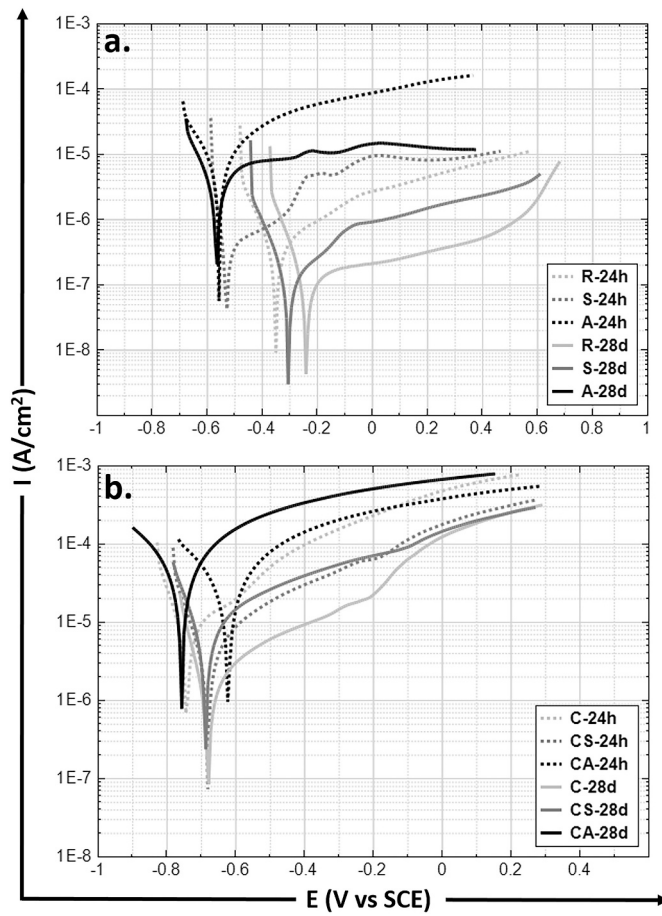 a.
1E-3
1E-4
1E-5
1E-6
1E-7
1E-8
R-24h
S-24h
A-24h
R-28d
S-28d
A-28d
-1 -0.8 -0.6 -0.4 -0.2 0 0.2 0.4 0.6 0.8 1
I (A/cm²)
b.
1E-3
1E-4
1E-5
1E-6
1E-7
1E-8
C-24h
CS-24h
CA-24h
C-28d
CS-28d
CA-28d
-1 -0.8 -0.6 -0.4 -0.2 0 0.2 0.4
E (V vs SCE)